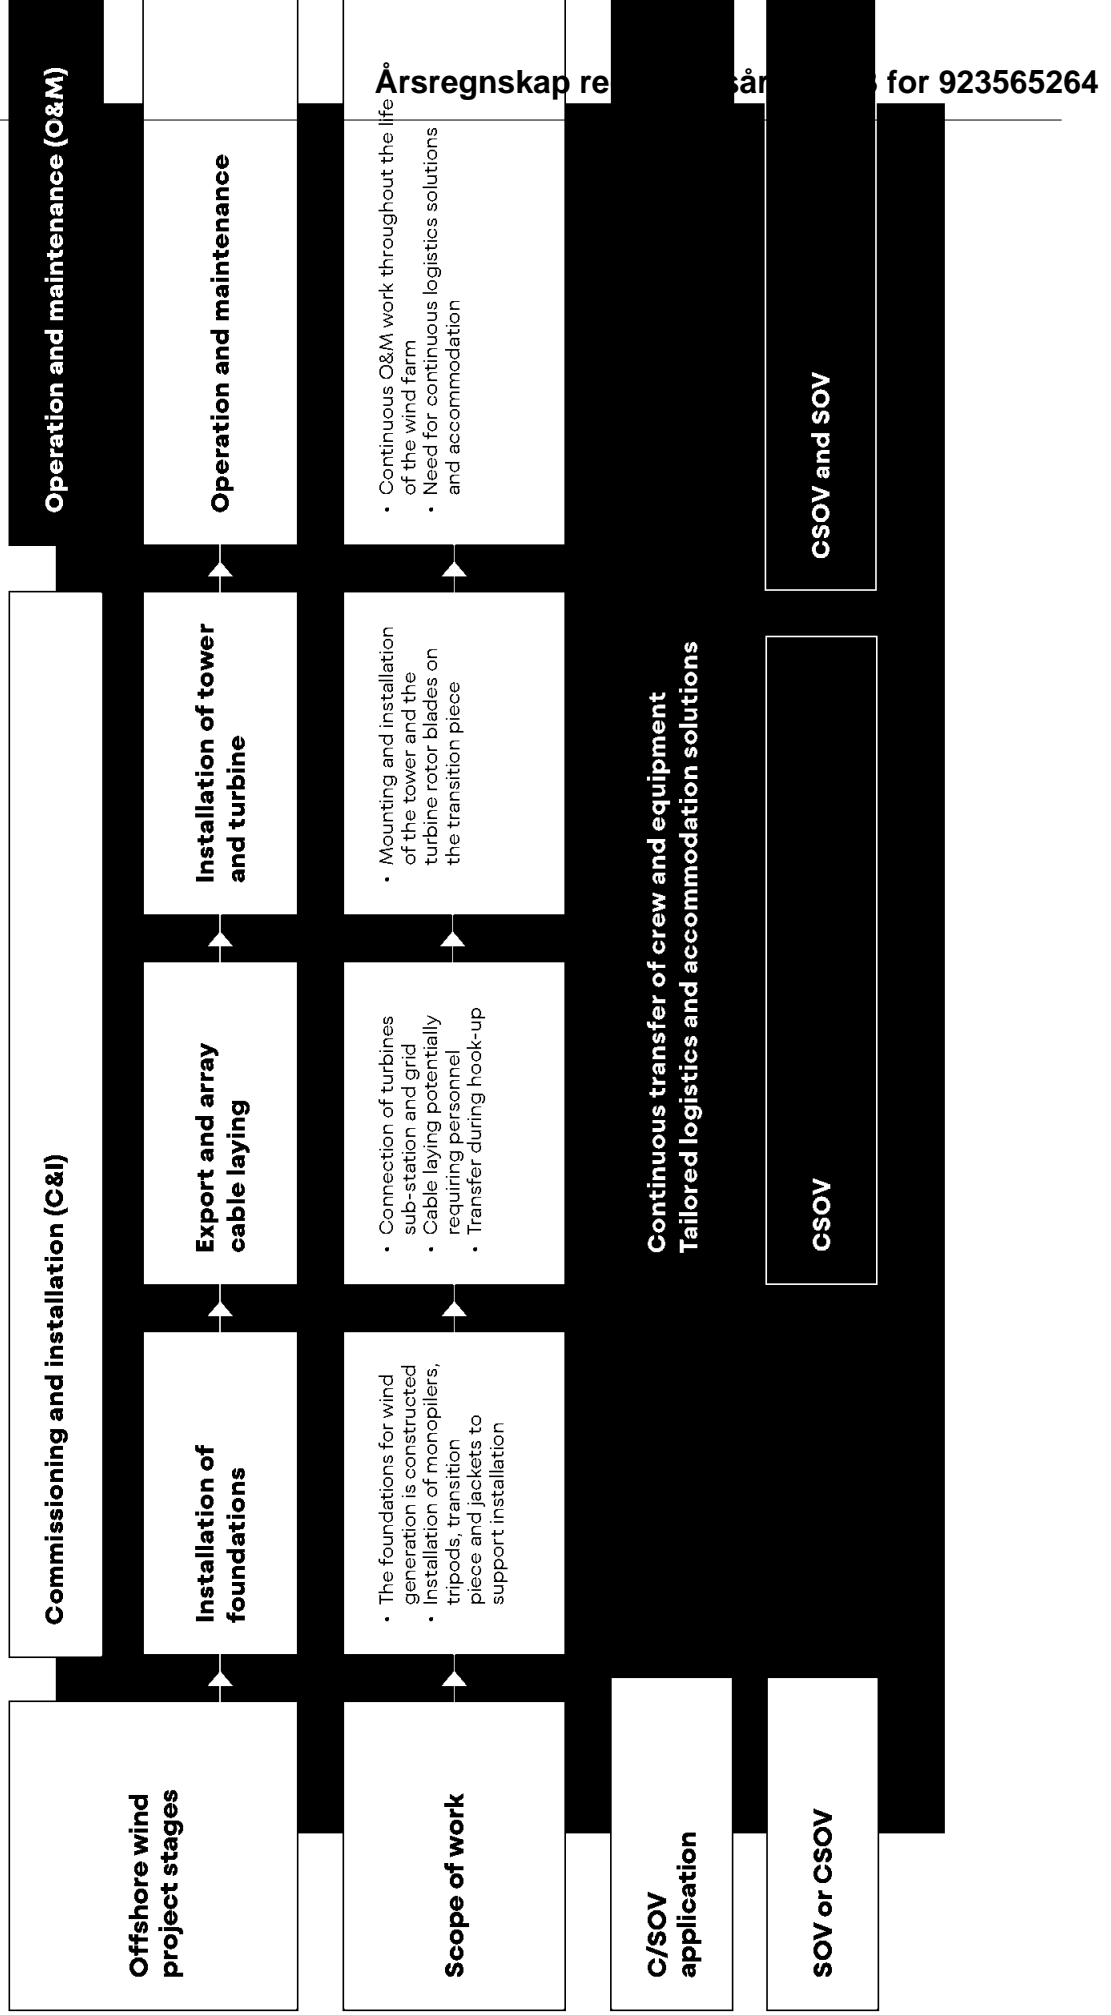 Årsregnskap re
sår
for 923565264
Offshore wind
project stages
Commissioning and installation (C&I)
Operation and maintenance (O&M)
Installation of
foundations
Export and array
cable laying
Installation of tower
and turbine
Operation and maintenance
Scope of work
• The foundations for wind
generation is constructed
• Installation of monopilers,
tripods, transition
piece and jackets to
support installation
• Connection of turbines
sub-station and grid
• Cable laying potentially
requiring personnel
• Transfer during hook-up
• Mounting and installation
of the tower and the
turbine rotor blades on
the transition piece
• Continuous O&M work throughout the life
of the wind farm
• Need for continuous logistics solutions
and accommodation
C/SOV
application
Continuous transfer of crew and equipment
Tailored logistics and accommodation solutions
SOV or CSOV
CSOV
CSOV and SOV